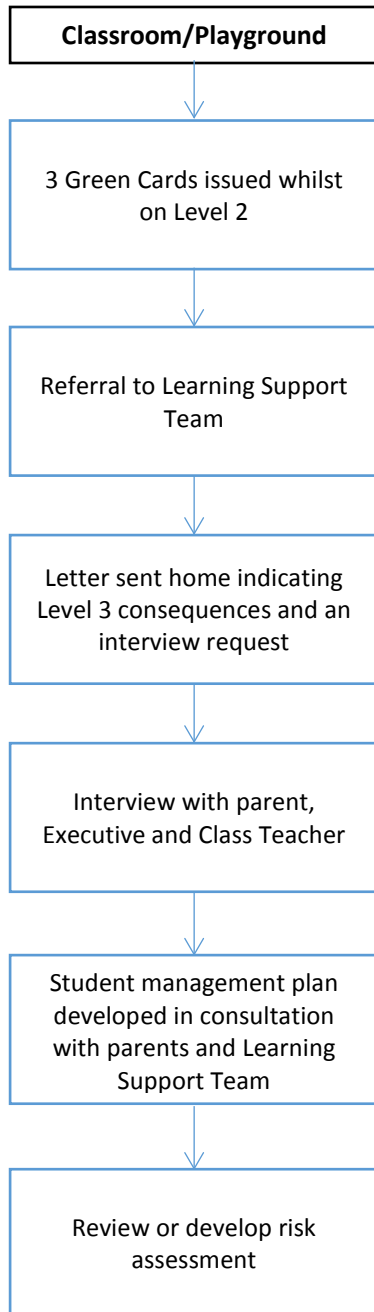 Classroom/Playground
3 Green Cards issued whilst
on Level 2
Referral to Learning Support
Team
Letter sent home indicating
Level 3 consequences and an
interview request
Interview with parent,
Executive and Class Teacher
Student management plan
developed in consultation
with parents and Learning
Support Team
Review or develop risk
assessment